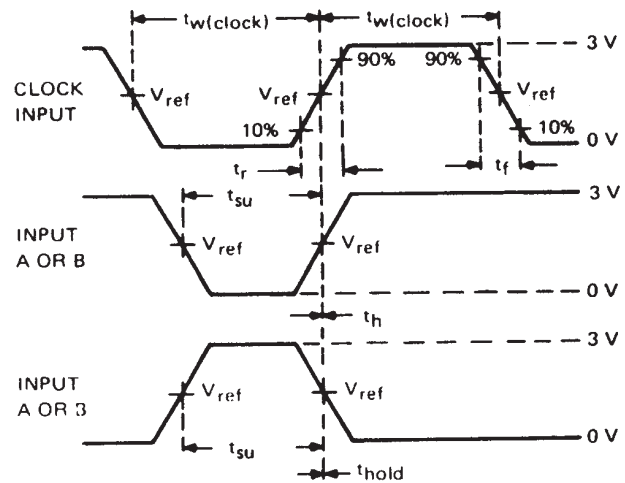 tw(clock) tw(clock)
3 V
90% 90%
CLOCK
INPUT
Vref Vref Vref
10% 10%
0 V
tr tf
tsu
3 V
INPUT
A OR B
Vref Vref
0 V
th
3 V
INPUT
A OR B
Vref Vref
0 V
tsu
thold